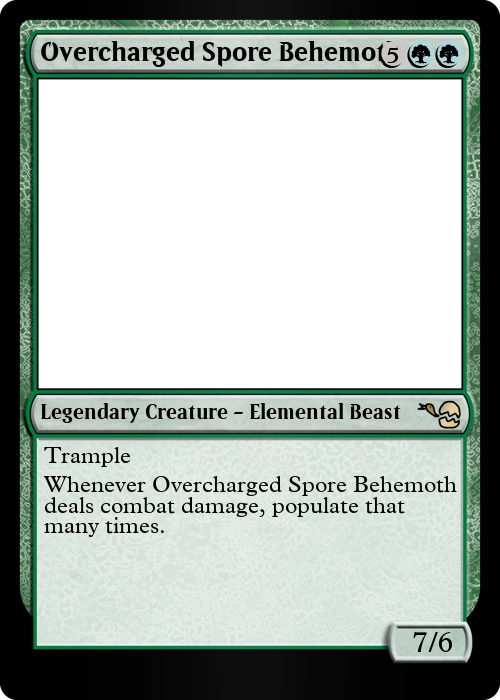 Overcharged Spore Behemot 5
Legendary Creature – Elemental Beast
Trample
Whenever Overcharged Spore Behemoth
deals combat damage, populate that
many times.
7/6